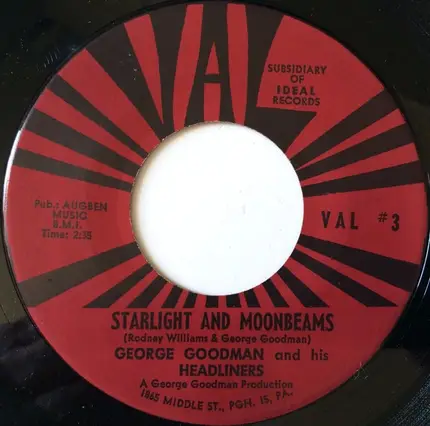 VAL
SUBSIDIARY
OF
IDEAL
RECORDS
Pub.: AUGBEN
MUSIC
B.M.I.
Time: 2:35
VAL #3
STARLIGHT AND MOONBEAMS
(Rodney Williams & George Goodman)
GEORGE GOODMAN and his
HEADLINERS
A George Goodman Production
1865 MIDDLE ST., PGH. 15, PA.